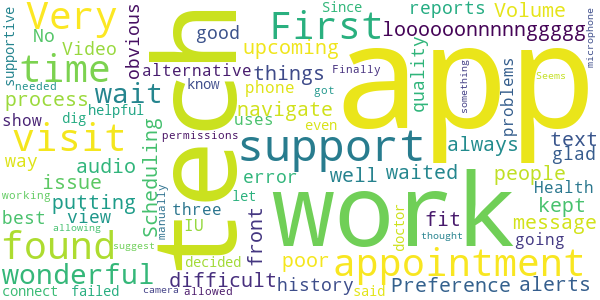 supportive
Very
No
Video
time
obvious
Since
First
reports
Volume
loooooonnnnnggggg
good
upcoming
alternative
things
Finally
know
microphone
needed
process
helpful
wait
phone
navigate
got
quality
something
problems
show
dig
permissions
uses
even
always
text
visit
Scheduling
tech
support
app
glad
way
audio
error
well
waited
people
issue
manually
let
Seems
Health
putting
three
work
fit
message
best
view
IU
front
doctor
kept
found
decided
thought
going
working
allowing
poor
appointment
wonderful
suggest
difficult
history
Preference
alerts
connect
failed
camera
allowed
said